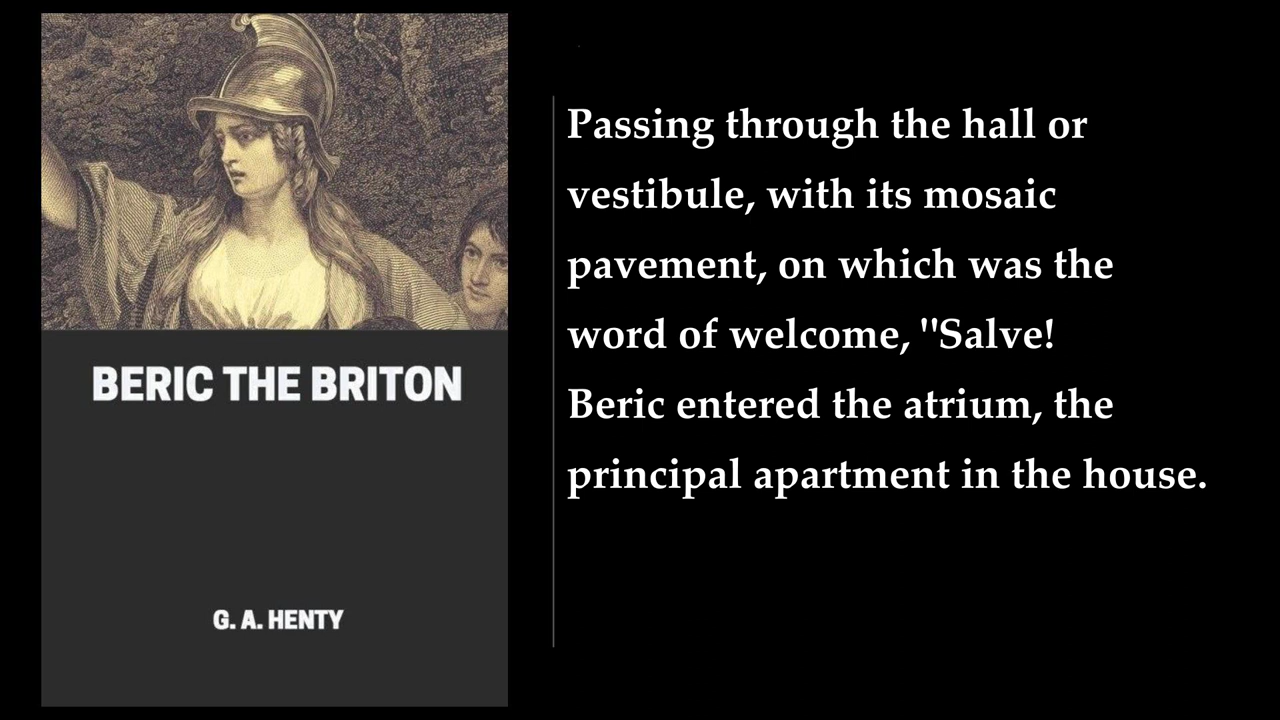 BERIC THE BRITON
G. A. HENTY
Passing through the hall or
vestibule, with its mosaic
pavement, on which was the
word of welcome, "Salve!
Beric entered the atrium, the
principal apartment in the house.